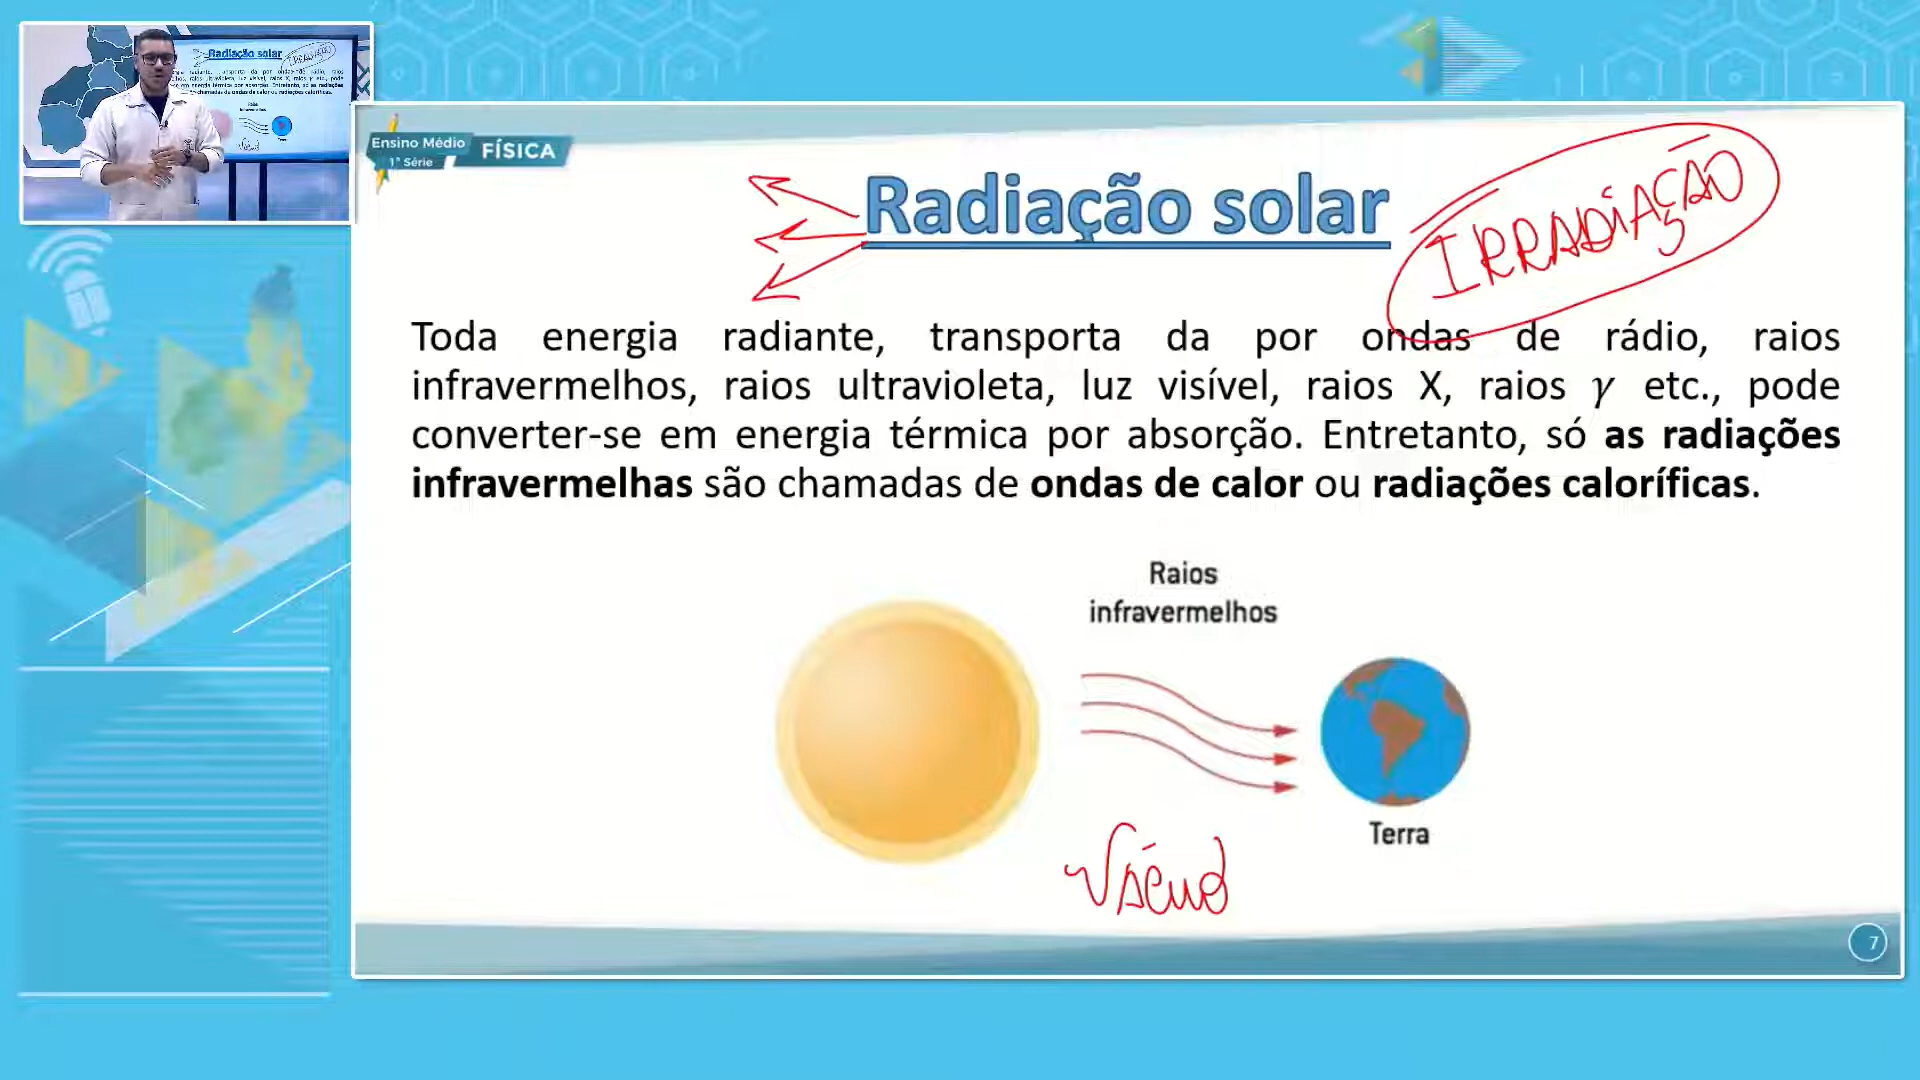 Ensino Médio
1ª Série
FÍSICA
Radiação solar
IRRADIAÇÃO
Toda energia radiante, transporta da por ondas de rádio, raios
infravermelhos, raios ultravioleta, luz visível, raios X, raios γ etc., pode
converter-se em energia térmica por absorção. Entretanto, só as radiações
infravermelhas são chamadas de ondas de calor ou radiações caloríficas.
Raios
infravermelhos
Terra
Vácuo
7